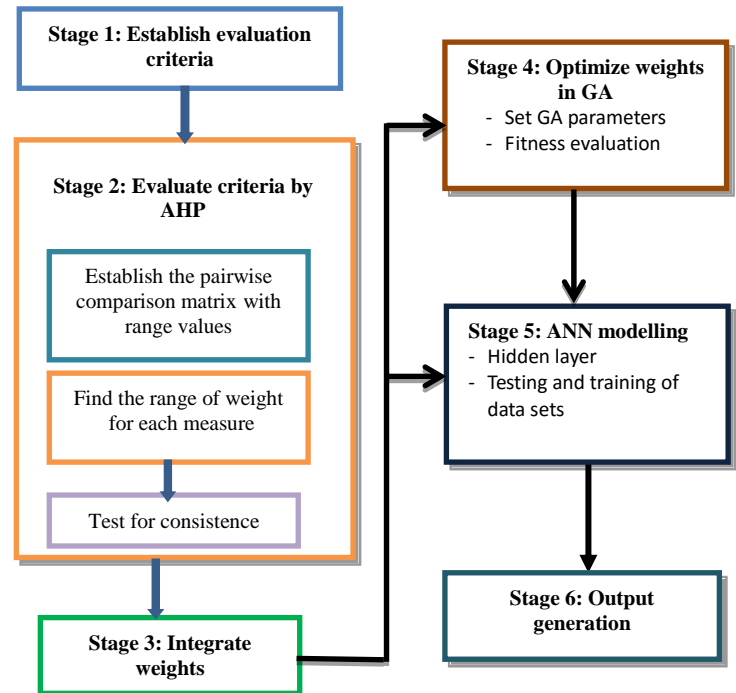 Stage 1: Establish evaluation
criteria
Stage 2: Evaluate criteria by
AHP
Establish the pairwise
comparison matrix with
range values
Find the range of weight
for each measure
Test for consistence
Stage 3: Integrate
weights
Stage 4: Optimize weights
in GA
- Set GA parameters
- Fitness evaluation
Stage 5: ANN modelling
- Hidden layer
- Testing and training of
data sets
Stage 6: Output
generation